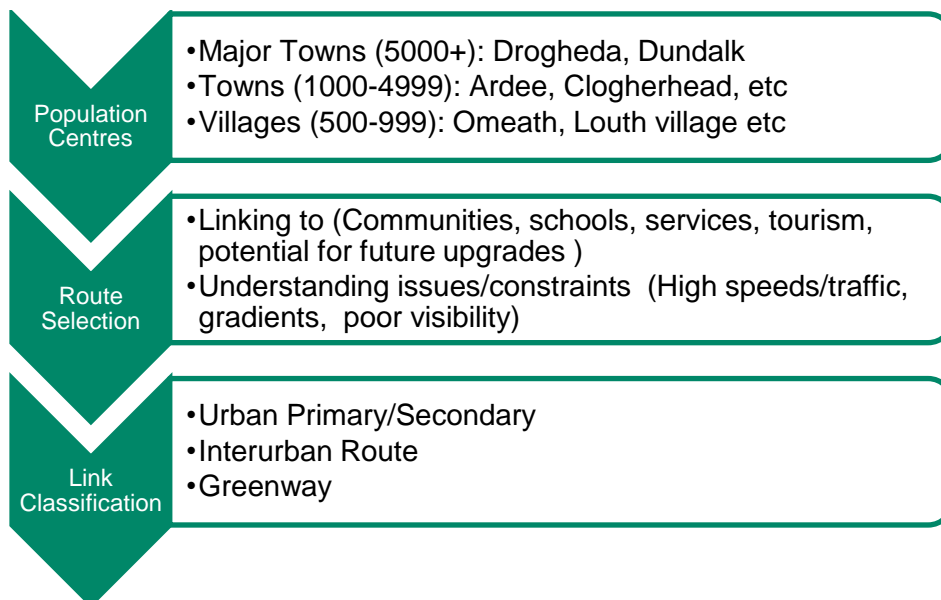 Population
Centres
•Major Towns (5000+): Drogheda, Dundalk
•Towns (1000-4999): Ardee, Clogherhead, etc
•Villages (500-999): Omeath, Louth village etc
Route
Selection
•Linking to (Communities, schools, services, tourism,
potential for future upgrades )
•Understanding issues/constraints (High speeds/traffic,
gradients, poor visibility)
Link
Classification
•Urban Primary/Secondary
•Interurban Route
•Greenway